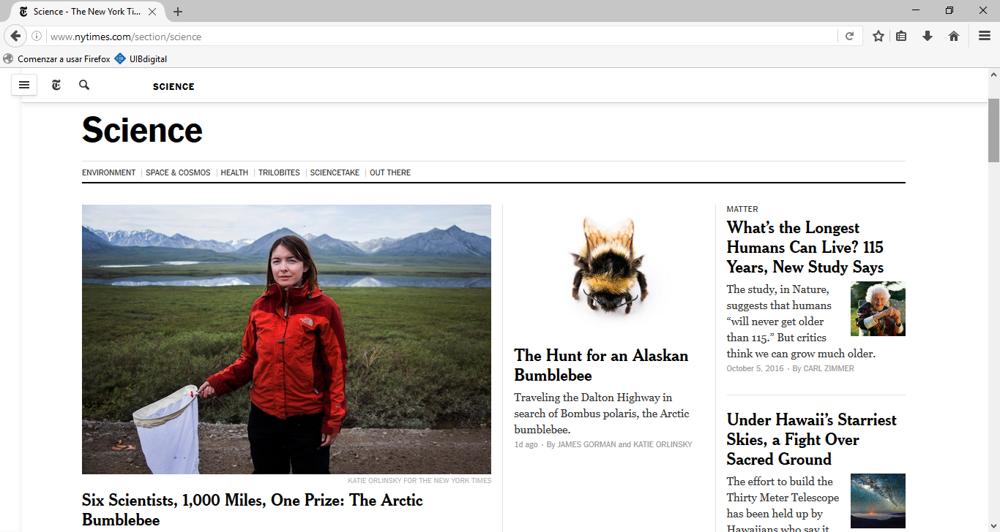 Science - The New York Ti...
www.nytimes.com/section/science
Comenzar a usar Firefox UIBdigital
SCIENCE
Science
ENVIRONMENT SPACE & COSMOS HEALTH TRILOBITES SCIENCETAKE OUT THERE
KATIE ORLINSKY FOR THE NEW YORK TIMES
Six Scientists, 1,000 Miles, One Prize: The Arctic
Bumblebee
The Hunt for an Alaskan
Bumblebee
Traveling the Dalton Highway in
search of Bombus polaris, the Arctic
bumblebee.
1d ago · By JAMES GORMAN and KATIE ORLINSKY
MATTER
What’s the Longest
Humans Can Live? 115
Years, New Study Says
The study, in Nature,
suggests that humans
“will never get older
than 115.” But critics
think we can grow much older.
October 5, 2016 · By CARL ZIMMER
Under Hawaii’s Starriest
Skies, a Fight Over
Sacred Ground
The effort to build the
Thirty Meter Telescope
has been held up by
Hawaiians who say it